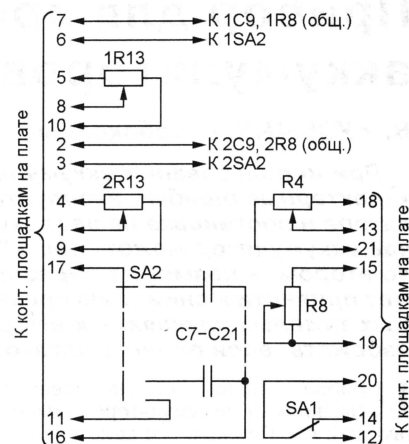 7 К 1С9, 1R8 (общ.)
6 К 1SA2
1R13
5
8
10
2 К 2С9, 2R8 (общ.)
3 К 2SA2
2R13 R4
4 18
1 13
9 21
17 SA2 15
R8
С7–С21 19
20
SA1
11 14
16 12
К конт. площадкам на плате
К конт. площадкам на плате